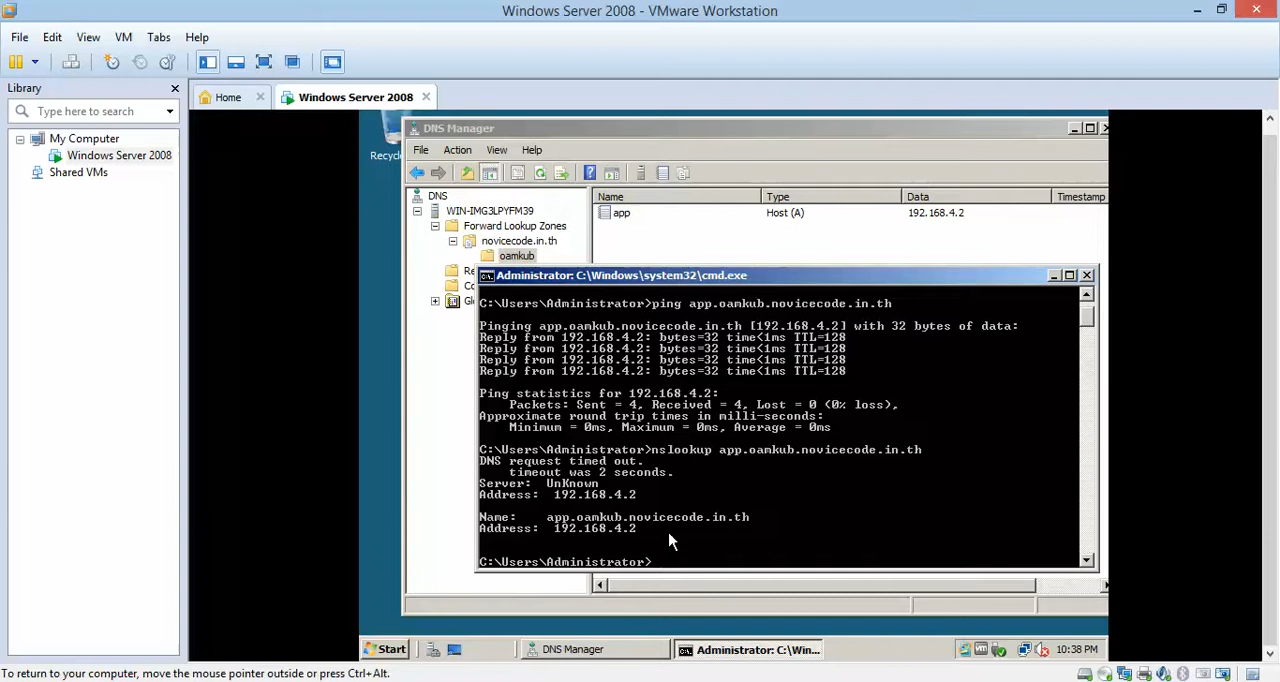 Windows Server 2008 - VMware Workstation
File Edit View VM Tabs Help
Library
Home
Windows Server 2008
Type here to search
My Computer
Windows Server 2008
Shared VMs
Recycl
DNS Manager
File Action View Help
DNS
WIN-IMG3LPYFM39
Forward Lookup Zones
novicecode.in.th
oamkub
Re
Co
Glo
Name Type Data Timestamp
app Host (A) 192.168.4.2
Administrator: C:\Windows\system32\cmd.exe
C:\Users\Administrator>ping app.oamkub.novicecode.in.th
Pinging app.oamkub.novicecode.in.th [192.168.4.2] with 32 bytes of data:
Reply from 192.168.4.2: bytes=32 time<1ms TTL=128
Reply from 192.168.4.2: bytes=32 time<1ms TTL=128
Reply from 192.168.4.2: bytes=32 time<1ms TTL=128
Reply from 192.168.4.2: bytes=32 time<1ms TTL=128
Ping statistics for 192.168.4.2:
Packets: Sent = 4, Received = 4, Lost = 0 (0% loss),
Approximate round trip times in milli-seconds:
Minimum = 0ms, Maximum = 0ms, Average = 0ms
C:\Users\Administrator>nslookup app.oamkub.novicecode.in.th
DNS request timed out.
timeout was 2 seconds.
Server: UnKnown
Address: 192.168.4.2
Name: app.oamkub.novicecode.in.th
Address: 192.168.4.2
C:\Users\Administrator>
Start
DNS Manager
Administrator: C:\Win...
10:38 PM
To return to your computer, move the mouse pointer outside or press Ctrl+Alt.